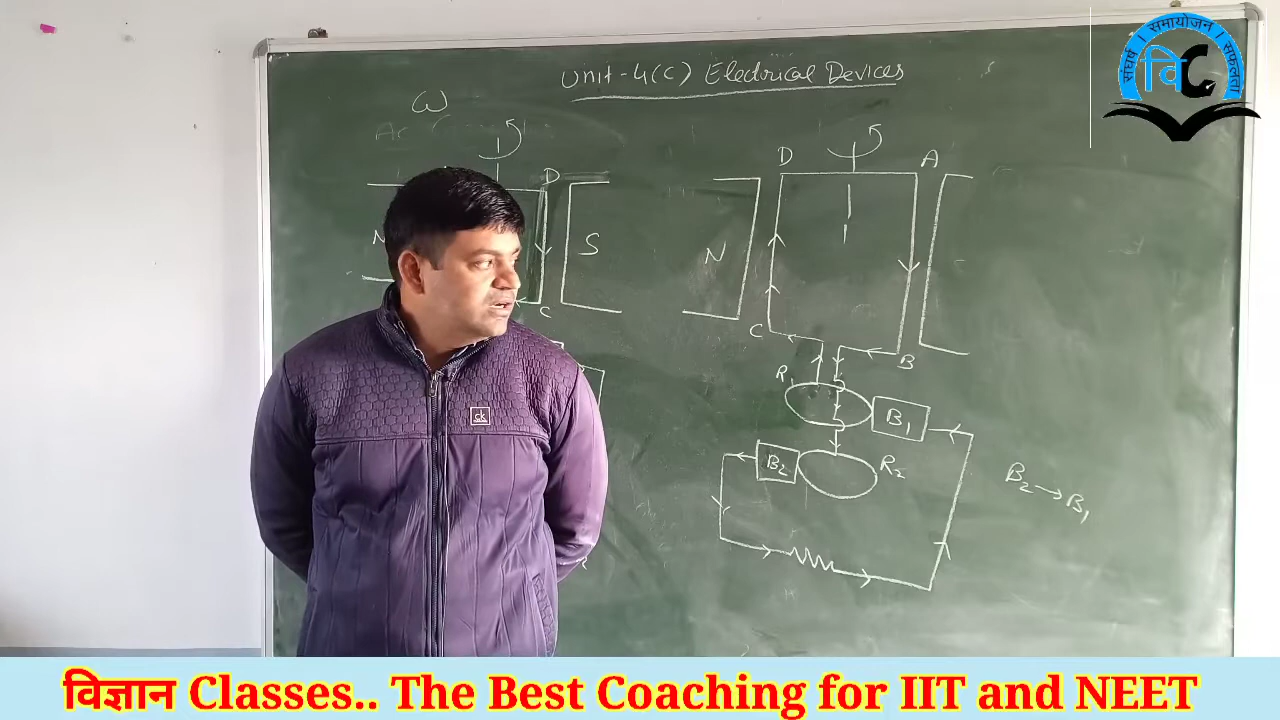 संघर्ष । समायोजन । सफलता
वि
Unit-4(C) Electrical Devices
ω
D
S
C
D
A
N
C
B
R1
B1
B2
R2
B2→B1
ck
विज्ञान Classes.. The Best Coaching for IIT and NEET